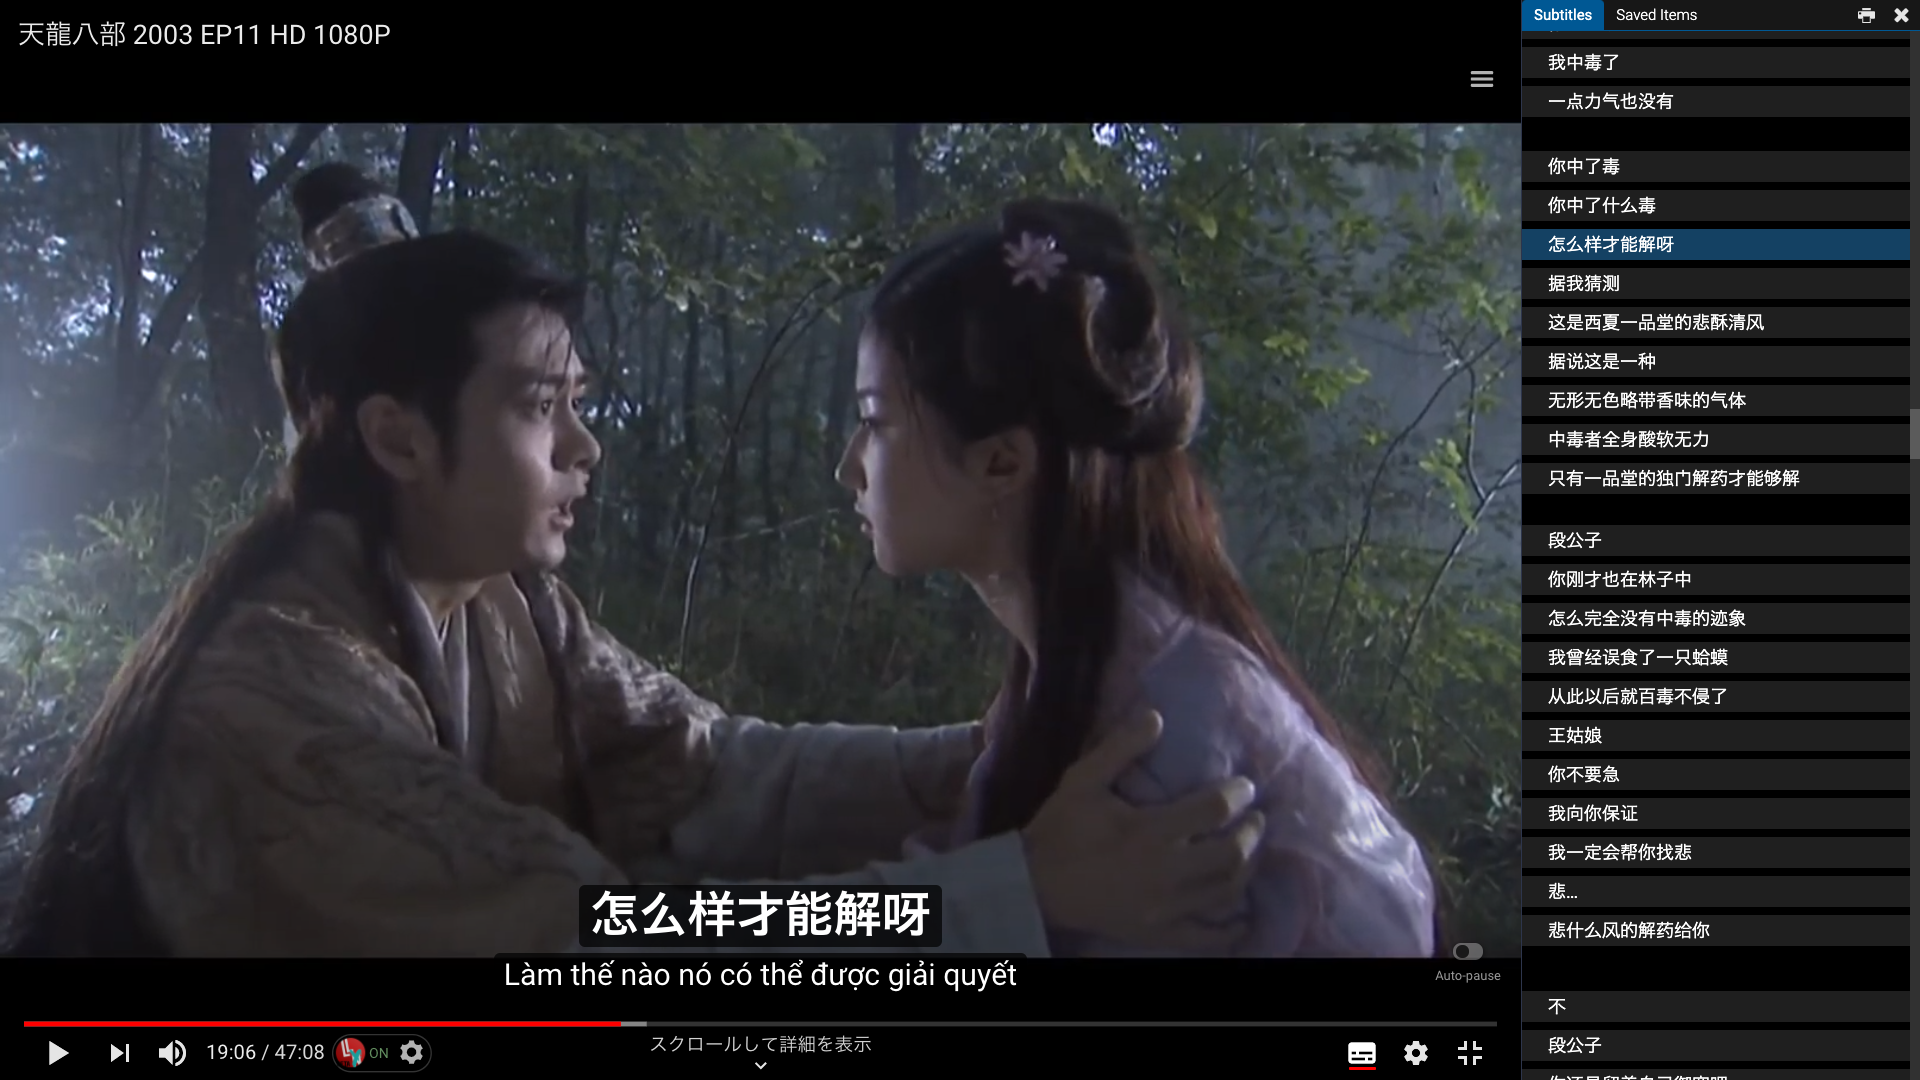 天龍八部 2003 EP11 HD 1080P
怎么样才能解呀
Làm thế nào nó có thể được giải quyết
Auto-pause
19:06 / 47:08
ON
スクロールして詳細を表示
Subtitles
Saved Items
我中毒了
一点力气也没有
你中了毒
你中了什么毒
怎么样才能解呀
据我猜测
这是西夏一品堂的悲酥清风
据说这是一种
无形无色略带香味的气体
中毒者全身酸软无力
只有一品堂的独门解药才能够解
段公子
你刚才也在林子中
怎么完全没有中毒的迹象
我曾经误食了一只蛤蟆
从此以后就百毒不侵了
王姑娘
你不要急
我向你保证
我一定会帮你找悲
悲...
悲什么风的解药给你
不
段公子